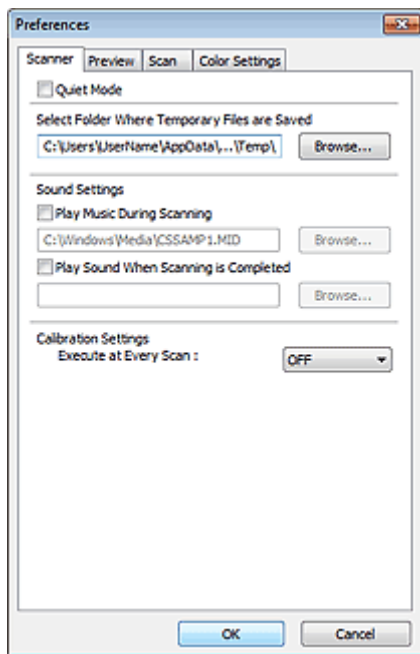 Preferences
Scanner Preview Scan Color Settings
Quiet Mode
Select Folder Where Temporary Files are Saved
C:\Users\UserName\AppData\...\Temp\ Browse...
Sound Settings
Play Music During Scanning
C:\Windows\Media\CSSAMP1.MID Browse...
Play Sound When Scanning is Completed
Browse...
Calibration Settings
Execute at Every Scan : OFF
OK Cancel